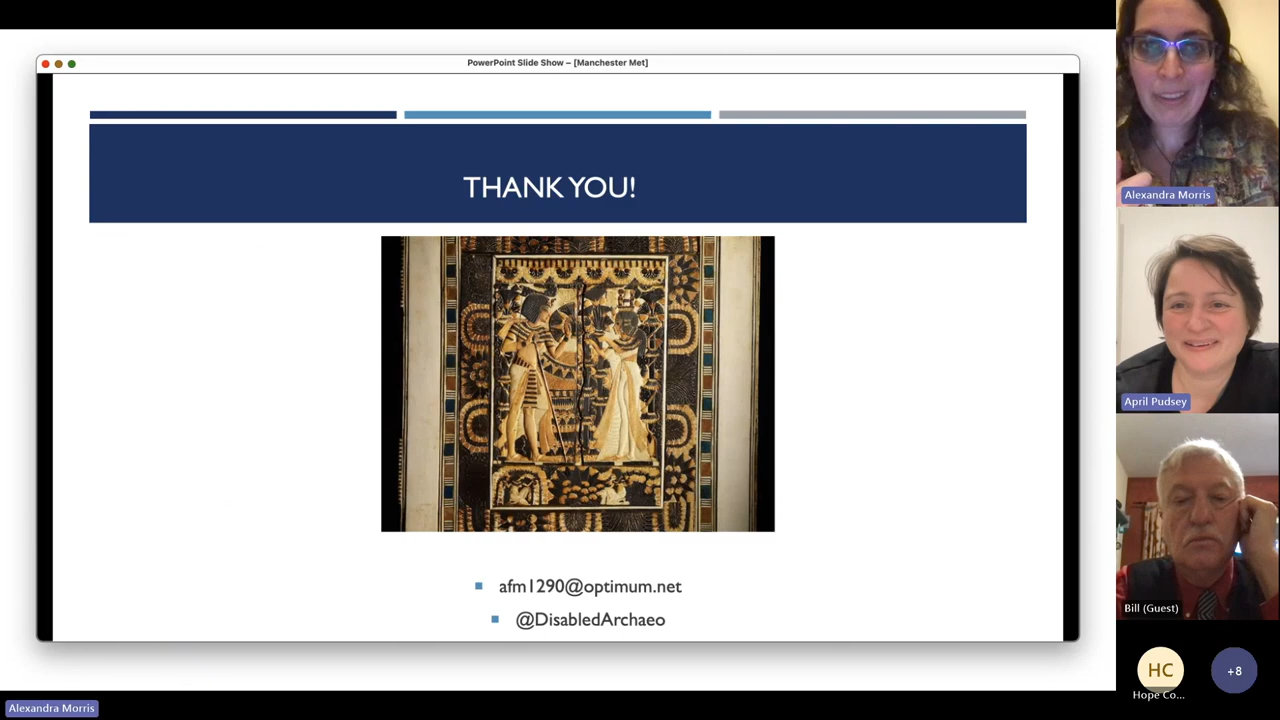 PowerPoint Slide Show – [Manchester Met]
THANK YOU!
afm1290@optimum.net
@DisabledArchaeo
Alexandra Morris
April Pudsey
Bill (Guest)
HC
Hope Co...
+8
Alexandra Morris